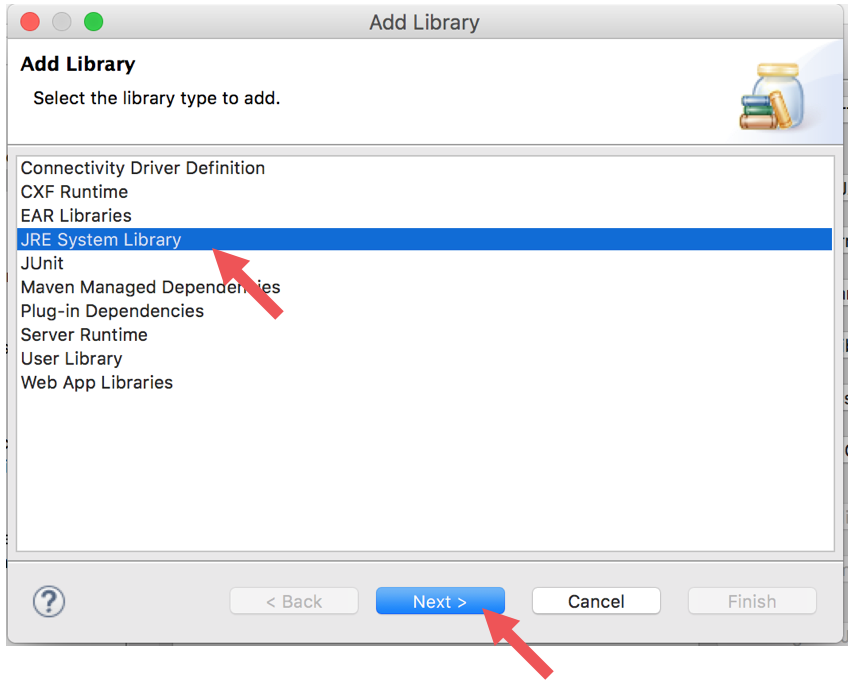 Add Library
Add Library
Select the library type to add.
Connectivity Driver Definition
CXF Runtime
EAR Libraries
JRE System Library
JUnit
Maven Managed Dependencies
Plug-in Dependencies
Server Runtime
User Library
Web App Libraries
?
< Back
Next >
Cancel
Finish